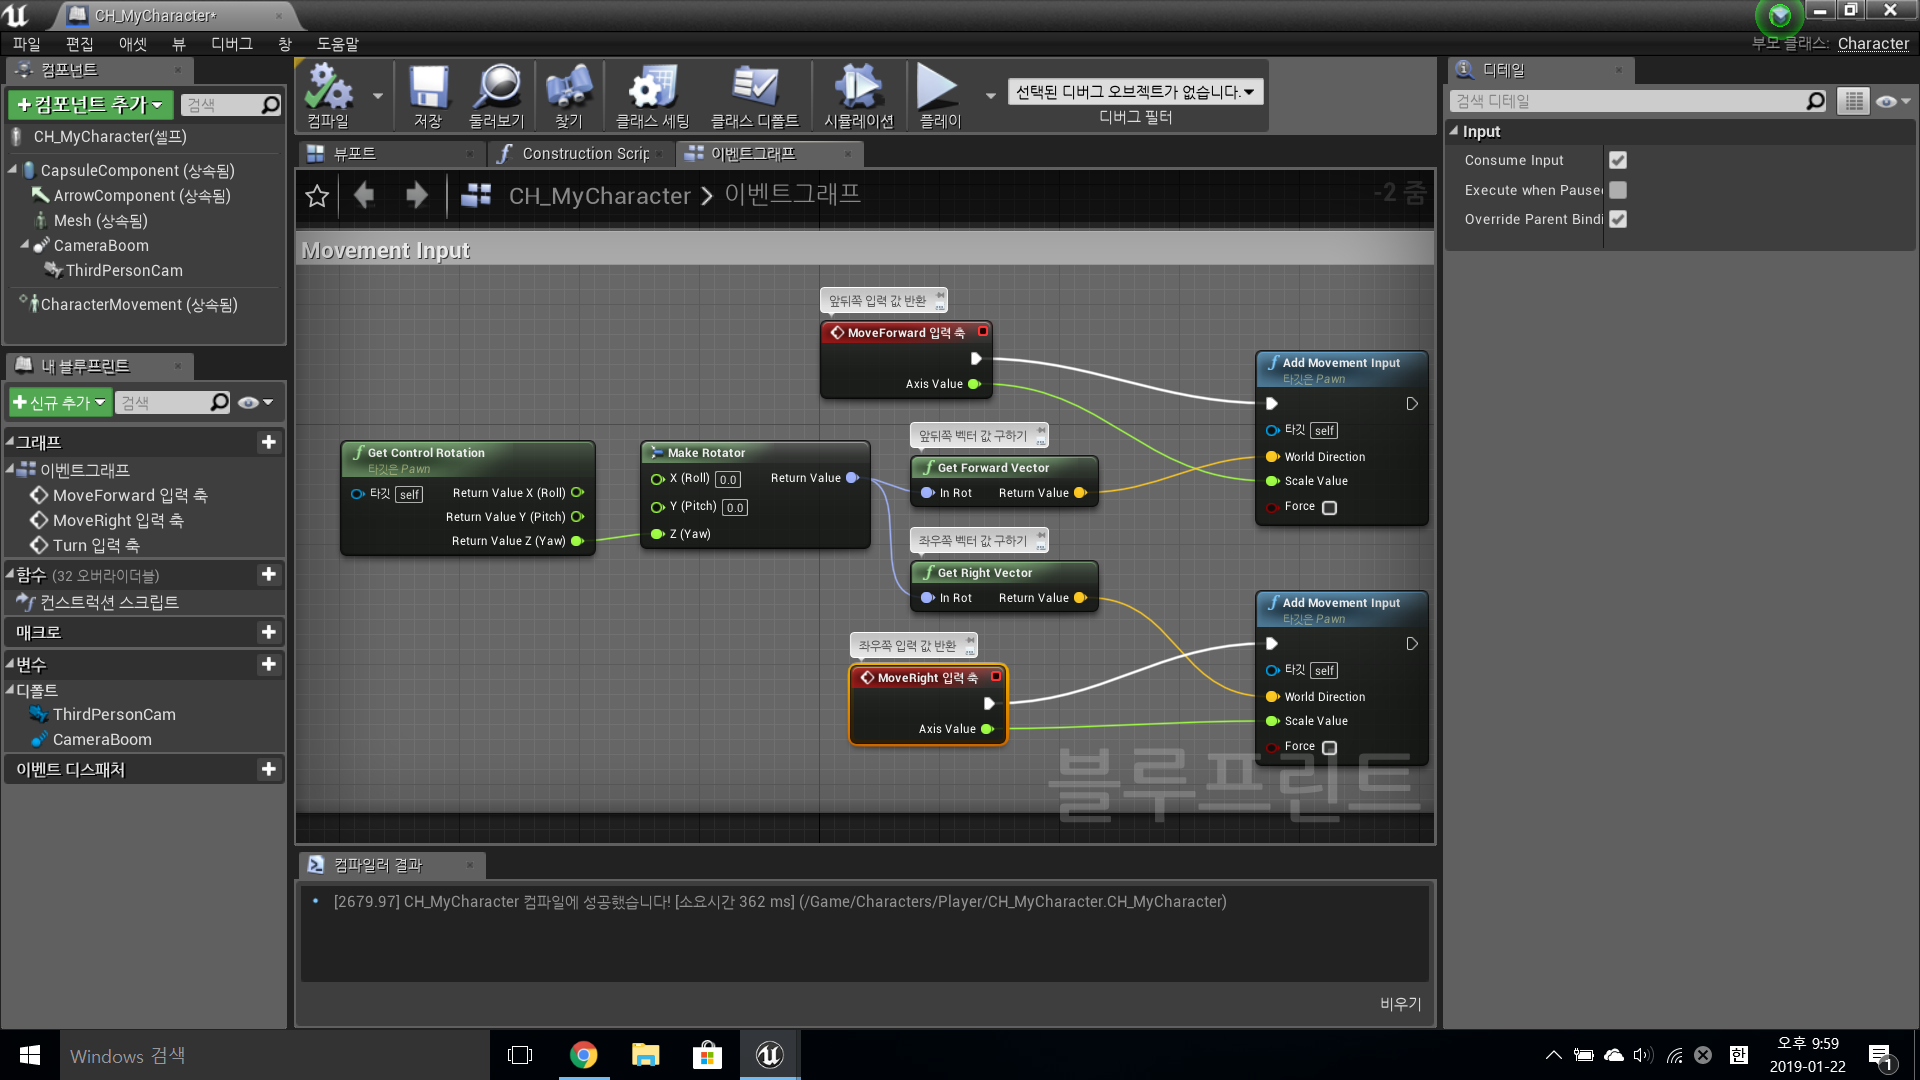 CH_MyCharacter*
파일 편집 애셋 뷰 디버그 창 도움말
부모 클래스: Character
컴포넌트
컴포넌트 추가
검색
CH_MyCharacter(셀프)
CapsuleComponent (상속됨)
ArrowComponent (상속됨)
Mesh (상속됨)
CameraBoom
ThirdPersonCam
CharacterMovement (상속됨)
내 블루프린트
신규 추가
검색
그래프
이벤트그래프
MoveForward 입력 축
MoveRight 입력 축
Turn 입력 축
함수 (32 오버라이더블)
컨스트럭션 스크립트
매크로
변수
디폴트
ThirdPersonCam
CameraBoom
이벤트 디스패처
컴파일 저장 둘러보기 찾기 클래스 세팅 클래스 디폴트 시뮬레이션 플레이
선택된 디버그 오브젝트가 없습니다.
디버그 필터
뷰포트 Construction Scrip 이벤트그래프
CH_MyCharacter > 이벤트그래프
-2 줌
Movement Input
앞뒤쪽 입력 값 반환
MoveForward 입력 축
Axis Value
Get Control Rotation
타깃은 Pawn
타깃 self
Return Value X (Roll)
Return Value Y (Pitch)
Return Value Z (Yaw)
Make Rotator
X (Roll) 0.0
Return Value
Y (Pitch) 0.0
Z (Yaw)
앞뒤쪽 벡터 값 구하기
Get Forward Vector
In Rot Return Value
좌우쪽 벡터 값 구하기
Get Right Vector
In Rot Return Value
좌우쪽 입력 값 반환
MoveRight 입력 축
Axis Value
Add Movement Input
타깃은 Pawn
타깃 self
World Direction
Scale Value
Force
Add Movement Input
타깃은 Pawn
타깃 self
World Direction
Scale Value
Force
블루프린트
컴파일러 결과
[2679.97] CH_MyCharacter 컴파일에 성공했습니다! [소요시간 362 ms] (/Game/Characters/Player/CH_MyCharacter.CH_MyCharacter)
비우기
디테일
검색 디테일
Input
Consume Input
Execute when Pause
Override Parent Bindi
Windows 검색
한
오후 9:59
2019-01-22
1